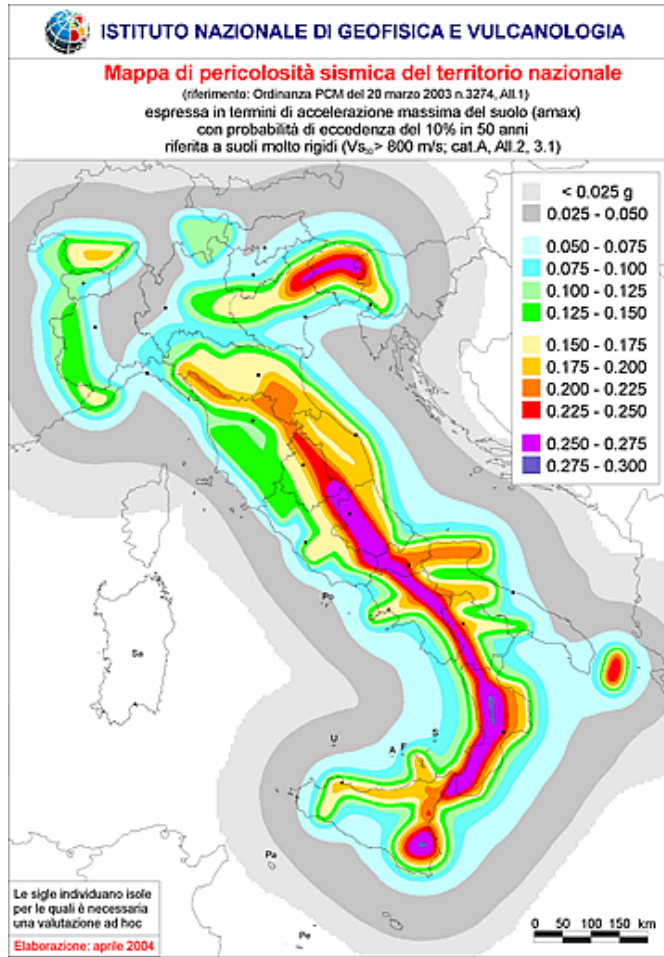 ISTITUTO NAZIONALE DI GEOFISICA E VULCANOLOGIA
Mappa di pericolosità sismica del territorio nazionale
(riferimento: Ordinanza PCM del 20 marzo 2003 n.3274, All.1)
espressa in termini di accelerazione massima del suolo (amax)
con probabilità di eccedenza del 10% in 50 anni
riferita a suoli molto rigidi (Vs₃₀> 800 m/s; cat.A, All.2, 3.1)
< 0.025 g
0.025 - 0.050
0.050 - 0.075
0.075 - 0.100
0.100 - 0.125
0.125 - 0.150
0.150 - 0.175
0.175 - 0.200
0.200 - 0.225
0.225 - 0.250
0.250 - 0.275
0.275 - 0.300
Po
Sa
U
A
F
S
Pa
Pe
Le sigle individuano isole
per le quali è necessaria
una valutazione ad hoc
Elaborazione: aprile 2004
0 50 100 150 km